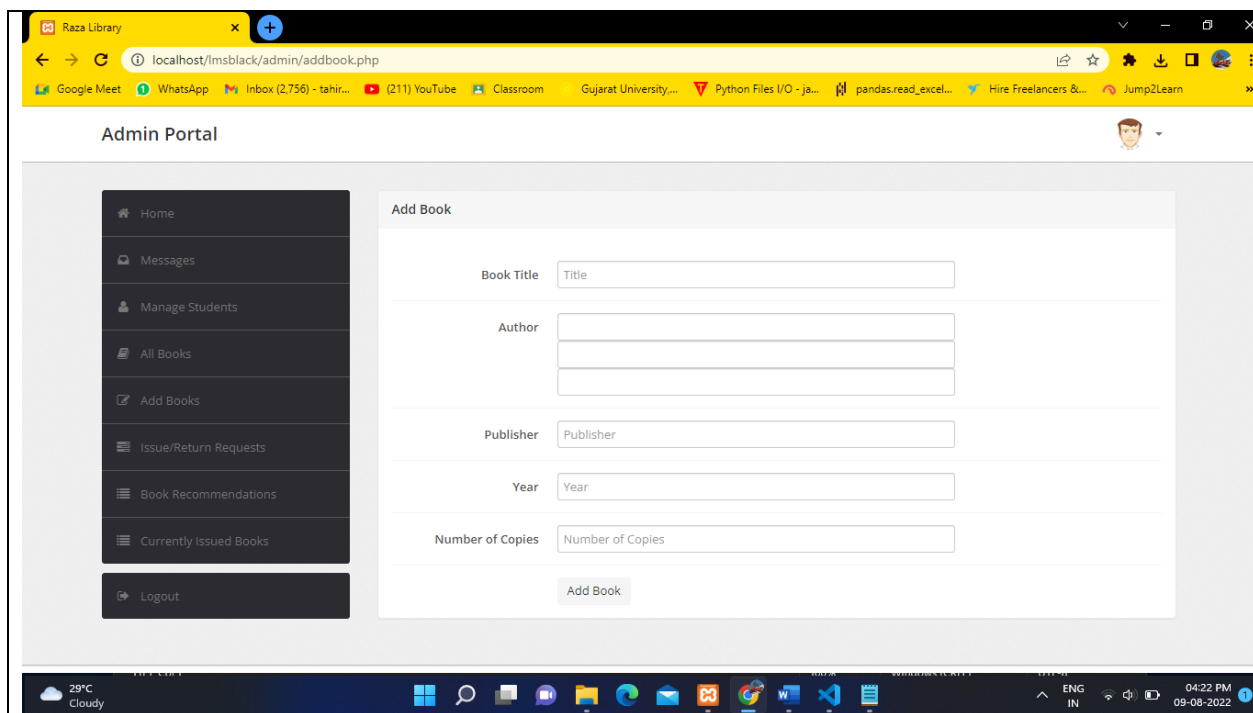 Raza Library
localhost/lmsblack/admin/addbook.php
Google Meet WhatsApp Inbox (2,756) - tahir... (211) YouTube Classroom Gujarat University,... Python Files I/O - ja... pandas.read_excel... Hire Freelancers &... Jump2Learn »
Admin Portal
Home
Messages
Manage Students
All Books
Add Books
Issue/Return Requests
Book Recommendations
Currently Issued Books
Logout
Add Book
Book Title Title
Author
Publisher Publisher
Year Year
Number of Copies Number of Copies
Add Book
29°C
Cloudy
ENG
IN
04:22 PM
09-08-2022
1